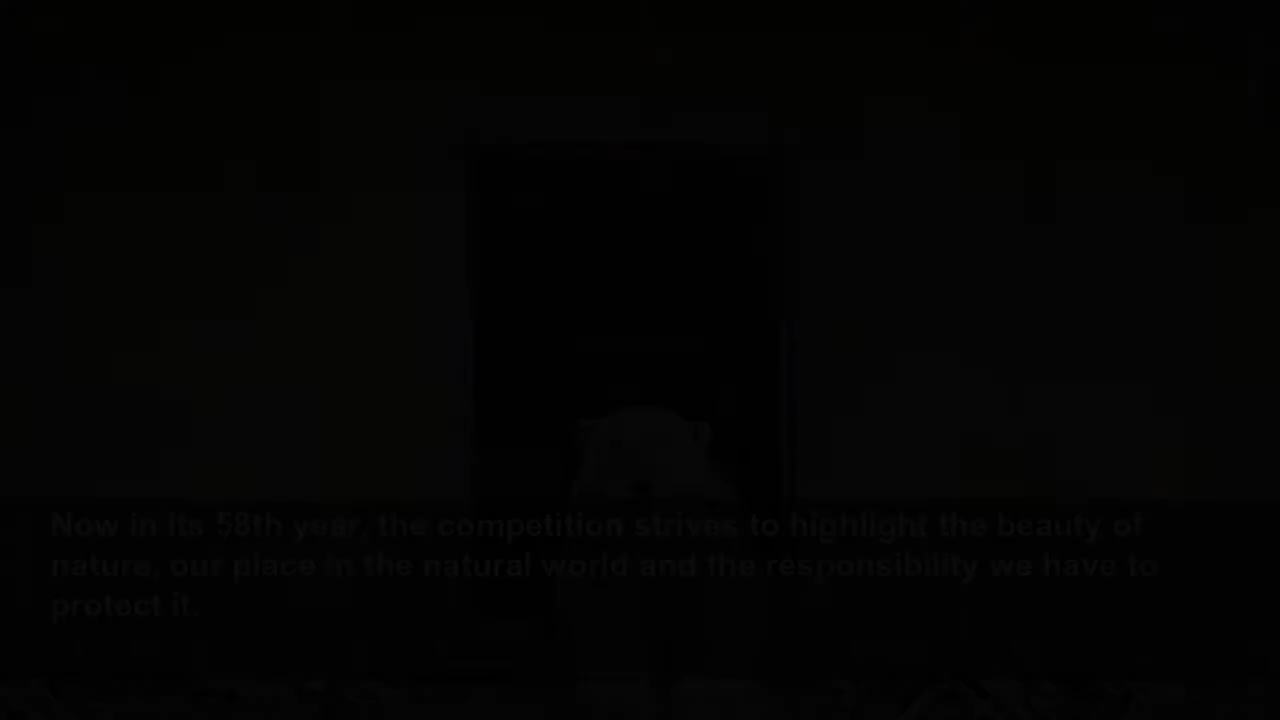 Now in its 58th year, the competition strives to highlight the beauty of
nature, our place in the natural world and the responsibility we have to
protect it.